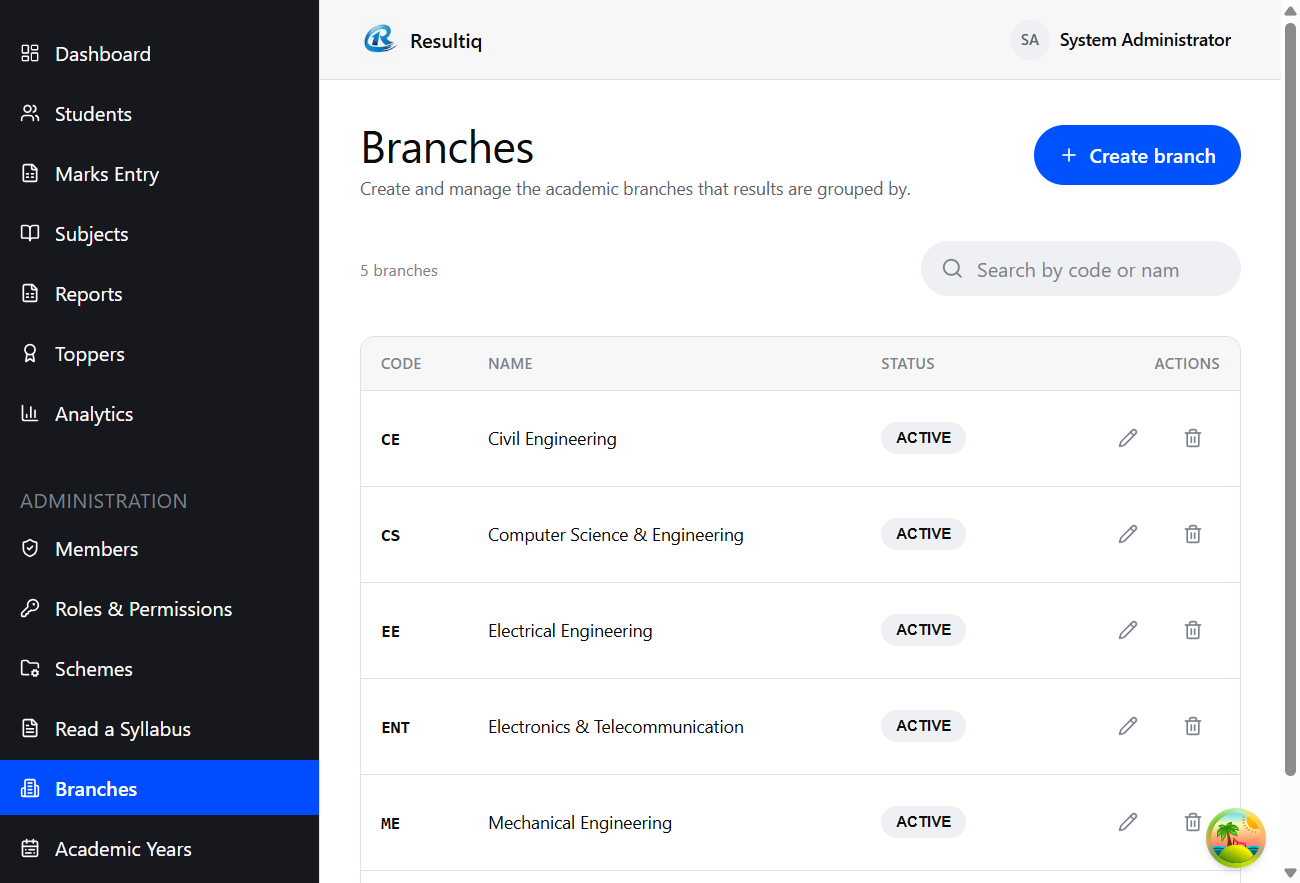 Dashboard
Students
Marks Entry
Subjects
Reports
Toppers
Analytics
ADMINISTRATION
Members
Roles & Permissions
Schemes
Read a Syllabus
Branches
Academic Years
Resultiq
SA System Administrator
Branches
Create and manage the academic branches that results are grouped by.
+ Create branch
5 branches
Search by code or nam
CODE NAME STATUS ACTIONS
CE Civil Engineering ACTIVE
CS Computer Science & Engineering ACTIVE
EE Electrical Engineering ACTIVE
ENT Electronics & Telecommunication ACTIVE
ME Mechanical Engineering ACTIVE